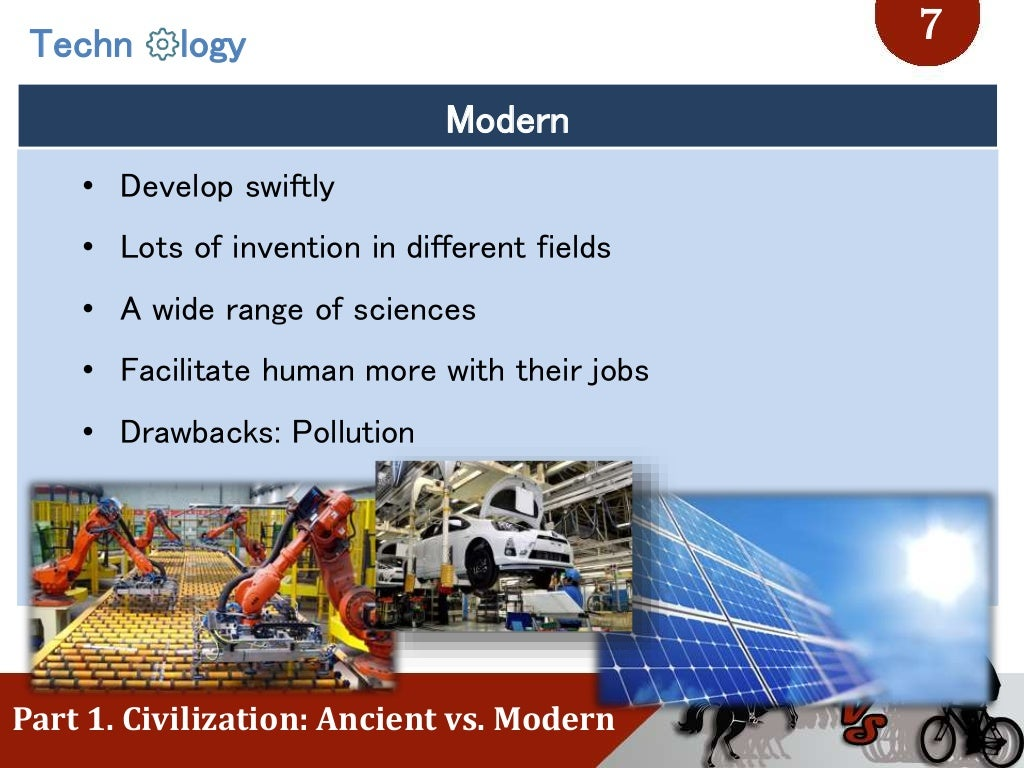 7
Techn logy
Modern
• Develop swiftly
• Lots of invention in different fields
• A wide range of sciences
• Facilitate human more with their jobs
• Drawbacks: Pollution
Part 1. Civilization: Ancient vs. Modern
VS